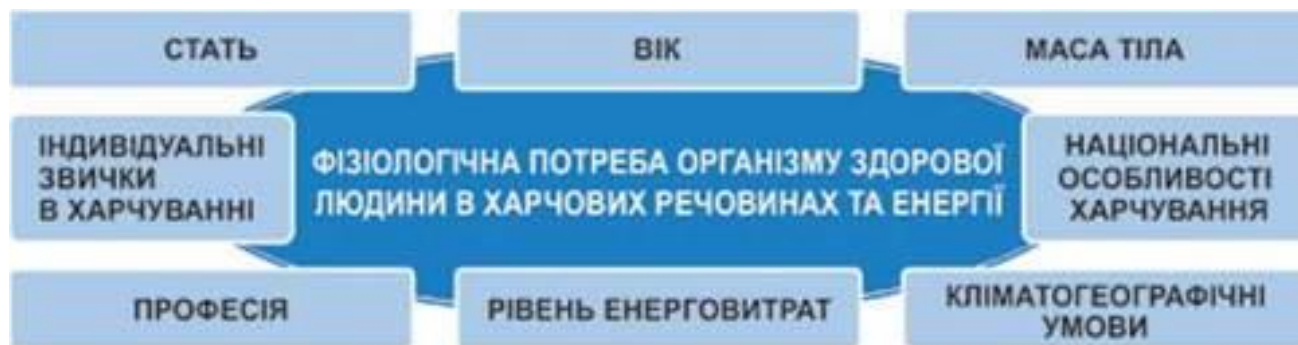 СТАТЬ
ВІК
МАСА ТІЛА
ІНДИВІДУАЛЬНІ
ЗВИЧКИ
В ХАРЧУВАННІ
ФІЗІОЛОГІЧНА ПОТРЕБА ОРГАНІЗМУ ЗДОРОВОЇ
ЛЮДИНИ В ХАРЧОВИХ РЕЧОВИНАХ ТА ЕНЕРГІЇ
НАЦІОНАЛЬНІ
ОСОБЛИВОСТІ
ХАРЧУВАННЯ
ПРОФЕСІЯ
РІВЕНЬ ЕНЕРГОВИТРАТ
КЛІМАТОГЕОГРАФІЧНІ
УМОВИ